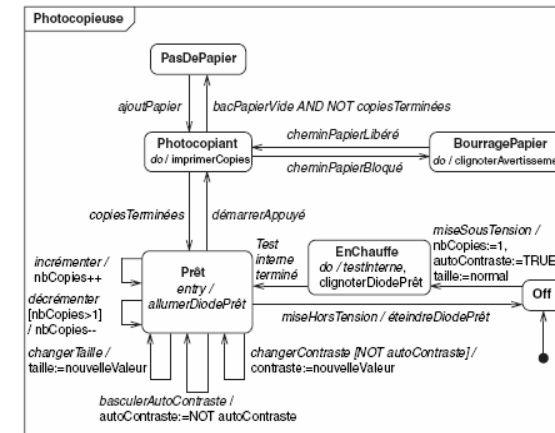 Photocopieuse
PasDePapier
ajoutPapier
bacPapierVide AND NOT copiesTerminées
Photocopiant
do / imprimerCopies
cheminPapierLibéré
cheminPapierBloqué
BourragePapier
do / clignoterAvertisseme
copiesTerminées
démarrerAppuyé
incrémenter /
nbCopies++
décrémenter
[nbCopies>1]
/ nbCopies--
Prêt
entry /
allumerDiodePrêt
Test
interne
terminé
EnChauffe
do / testInterne,
clignoterDiodePrêt
miseSousTension /
nbCopies:=1,
autoContraste:=TRUE
taille:=normal
Off
miseHorsTension / éteindreDiodePrêt
changerTaille /
taille:=nouvelleValeur
changerContraste [NOT autoContraste] /
contraste:=nouvelleValeur
basculerAutoContraste /
autoContraste:=NOT autoContraste